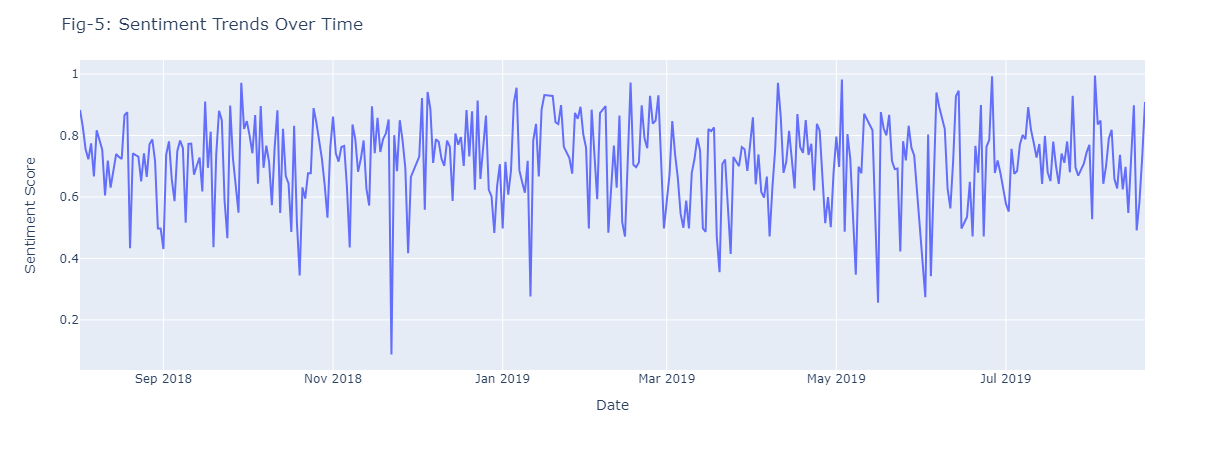 Fig-5: Sentiment Trends Over Time
1
0.8
0.6
0.4
0.2
Sentiment Score
Sep 2018
Nov 2018
Jan 2019
Mar 2019
May 2019
Jul 2019
Date